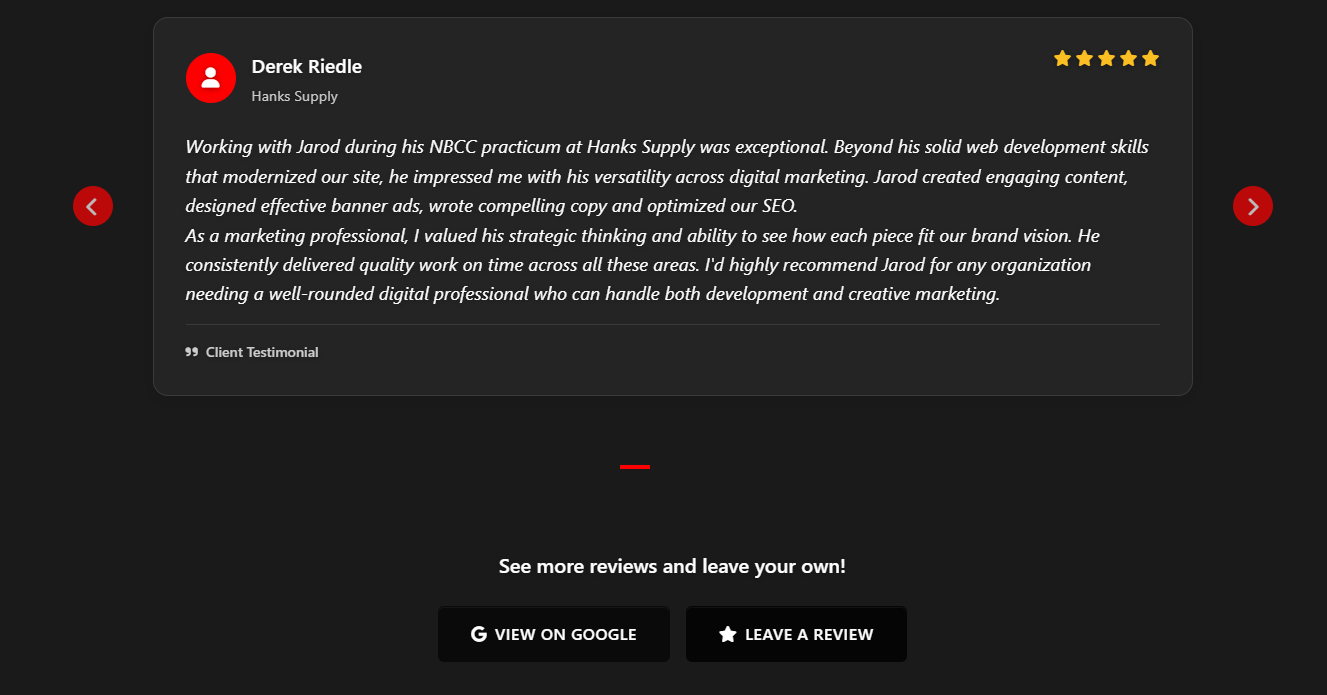 Derek Riedle
Hanks Supply
Working with Jarod during his NBCC practicum at Hanks Supply was exceptional. Beyond his solid web development skills
that modernized our site, he impressed me with his versatility across digital marketing. Jarod created engaging content,
designed effective banner ads, wrote compelling copy and optimized our SEO.
As a marketing professional, I valued his strategic thinking and ability to see how each piece fit our brand vision. He
consistently delivered quality work on time across all these areas. I'd highly recommend Jarod for any organization
needing a well-rounded digital professional who can handle both development and creative marketing.
Client Testimonial
See more reviews and leave your own!
VIEW ON GOOGLE
LEAVE A REVIEW